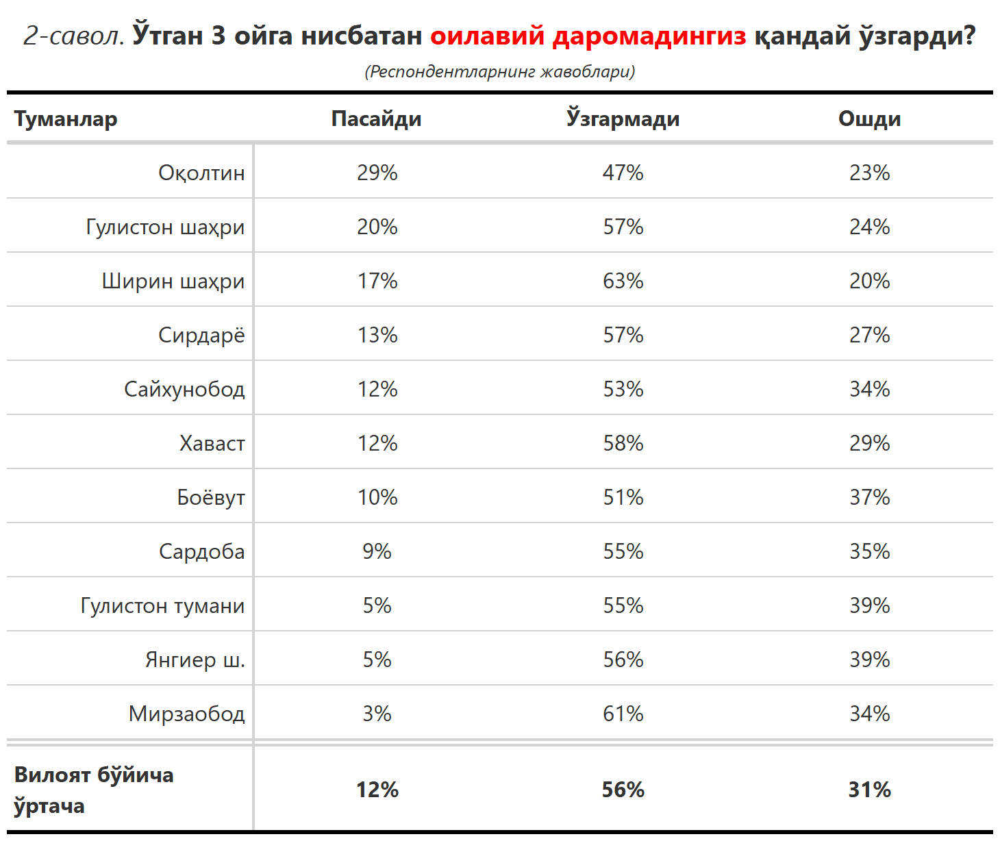 2-савол. Ўтган 3 ойга нисбатан оилавий даромадингиз қандай ўзгарди?
(Респондентларнинг жавоблари)
Туманлар Пасайди Ўзгармади Ошди
Оқолтин 29% 47% 23%
Гулистон шаҳри 20% 57% 24%
Ширин шаҳри 17% 63% 20%
Сирдарё 13% 57% 27%
Сайхунобод 12% 53% 34%
Хаваст 12% 58% 29%
Боёвут 10% 51% 37%
Сардоба 9% 55% 35%
Гулистон тумани 5% 55% 39%
Янгиер ш. 5% 56% 39%
Мирзаобод 3% 61% 34%
Вилоят бўйича
ўртача 12% 56% 31%